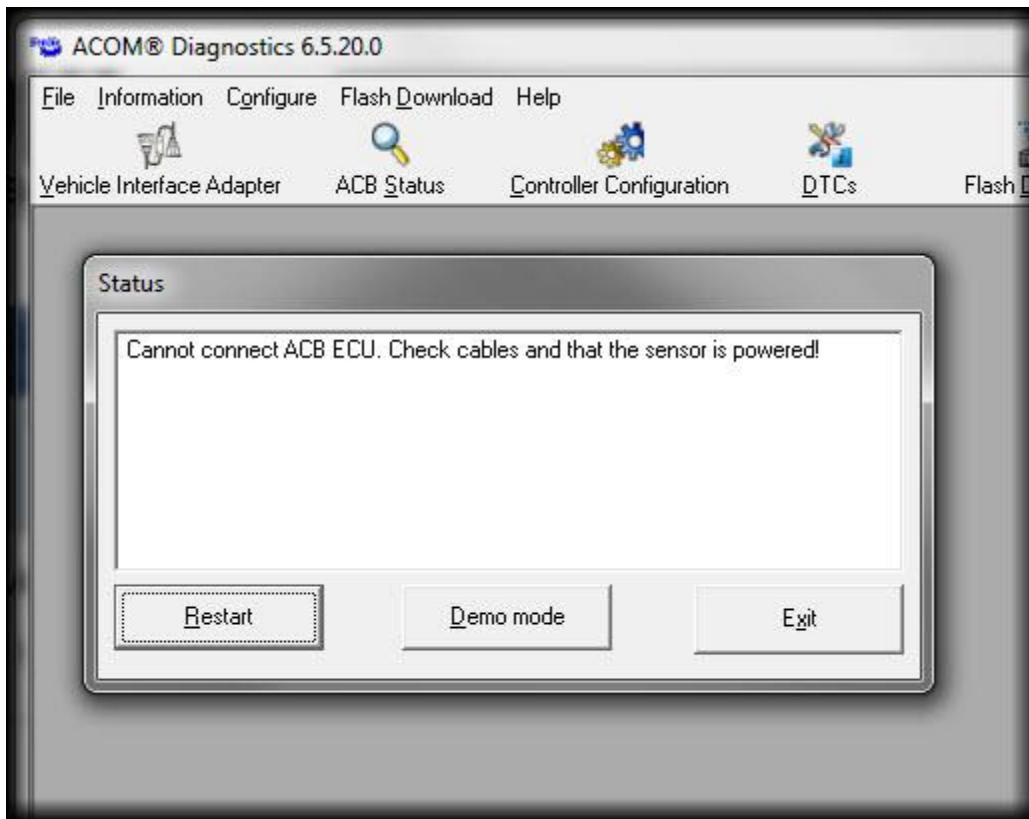 ACOM® Diagnostics 6.5.20.0
File Information Configure Flash Download Help
Vehicle Interface Adapter ACB Status Controller Configuration DTCs Flash
Status
Cannot connect ACB ECU. Check cables and that the sensor is powered!
Restart Demo mode Exit